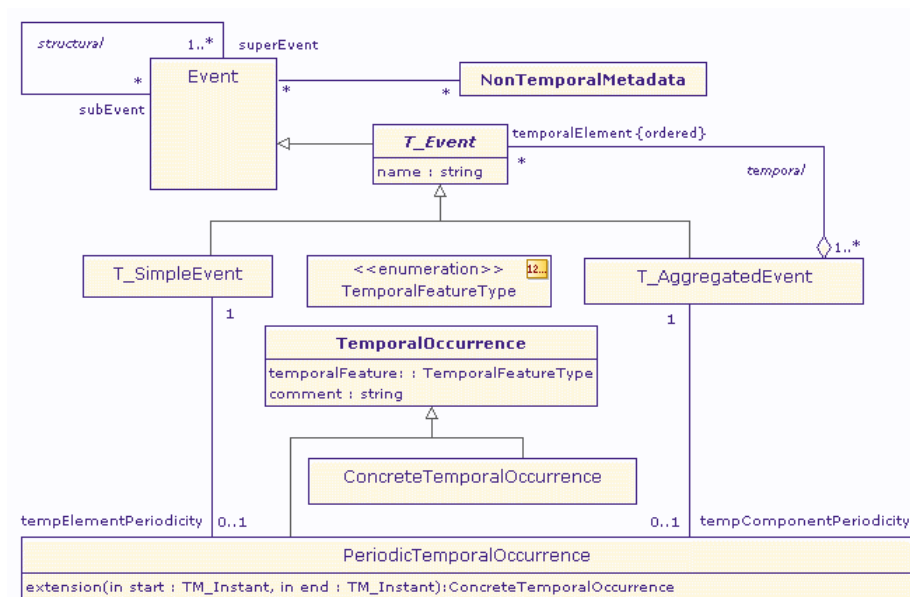 structural
1..*
superEvent
Event
*
subEvent
*
*
NonTemporalMetadata
T_Event
name : string
temporalElement {ordered}
*
temporal
1..*
T_SimpleEvent
1
<<enumeration>>
12...
TemporalFeatureType
T_AggregatedEvent
1
TemporalOccurrence
temporalFeature: : TemporalFeatureType
comment : string
ConcreteTemporalOccurrence
tempElementPeriodicity
0..1
0..1
tempComponentPeriodicity
PeriodicTemporalOccurrence
extension(in start : TM_Instant, in end : TM_Instant):ConcreteTemporalOccurrence